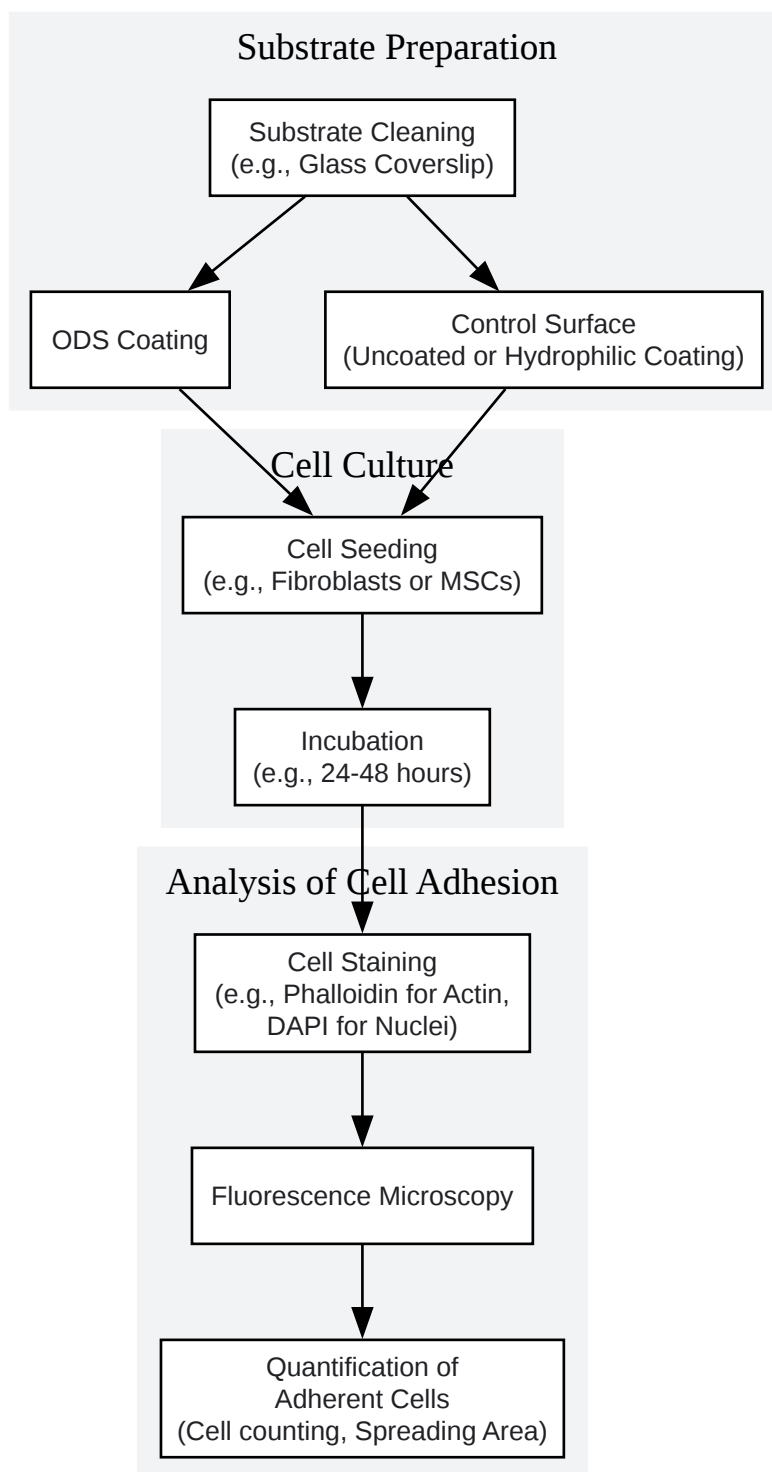 Substrate Preparation
Substrate Cleaning
(e.g., Glass Coverslip)
ODS Coating
Control Surface
(Uncoated or Hydrophilic Coating)
Cell Culture
Cell Seeding
(e.g., Fibroblasts or MSCs)
Incubation
(e.g., 24-48 hours)
Analysis of Cell Adhesion
Cell Staining
(e.g., Phalloidin for Actin,
DAPI for Nuclei)
Fluorescence Microscopy
Quantification of
Adherent Cells
(Cell counting, Spreading Area)